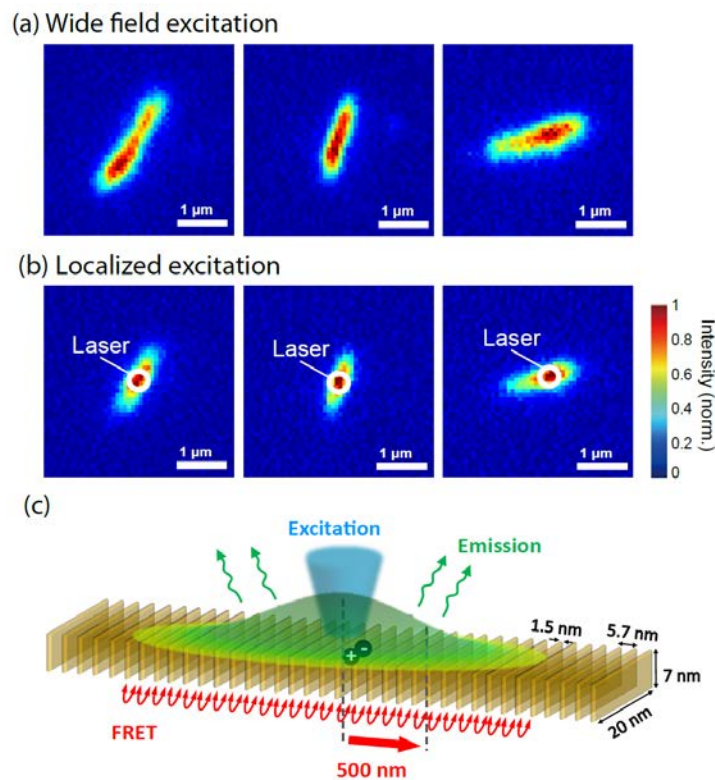 (a) Wide field excitation
1 µm
1 µm
1 µm
(b) Localized excitation
Laser
Laser
Laser
1 µm
1 µm
1 µm
1
0.8
0.6
0.4
0.2
0
Intensity (norm.)
(c)
Excitation
Emission
1.5 nm
5.7 nm
7 nm
20 nm
+
-
FRET
500 nm